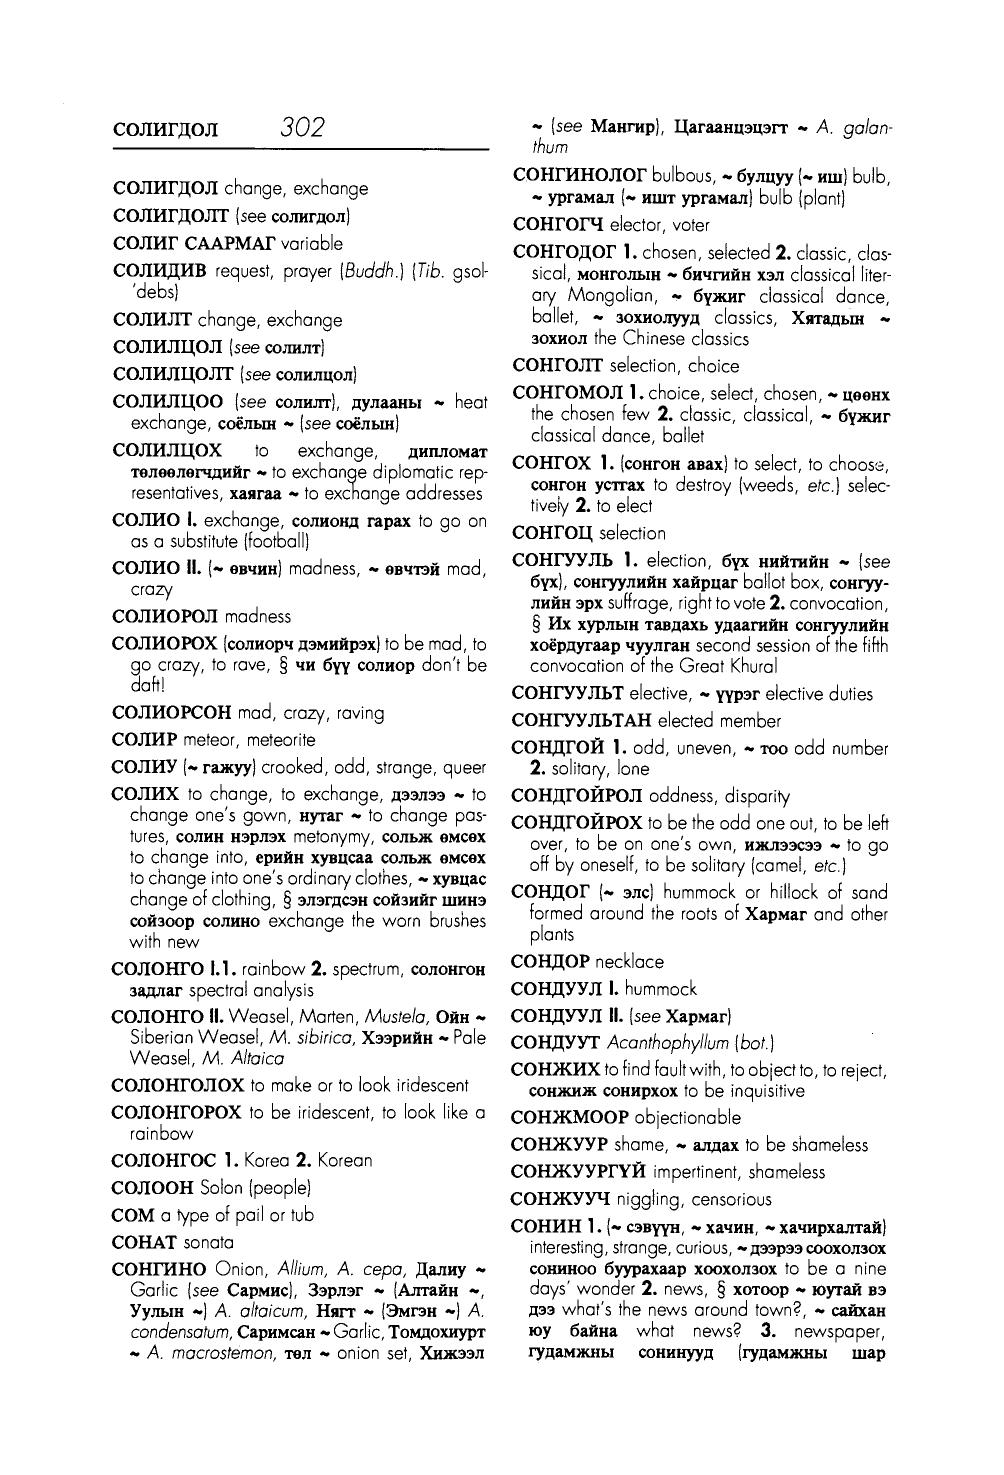 СОЛИГДОЛ 302
СОЛИГДОЛ change, exchange
СОЛИГДОЛТ (see солигдол)
СОЛИГ СААРМАГ variable
СОЛИДИВ request, prayer (Buddh.) (Tib. gsol-
'debs)
СОЛИЛТ change, exchange
СОЛИЛЦОЛ (see солилт)
СОЛИЛЦОЛТ (see солилцол)
СОЛИЛЦОО (see солилт), дулааны ~ heat
exchange, соёлын ~ (see соёлын)
СОЛИЛЦОХ to exchange, дипломат
төлөөлөгчдийг ~ to exchange diplomatic rep-
resentatives, хаягаа ~ to exchange addresses
СОЛИО I. exchange, солионд гарах to go on
as a substitute (football)
СОЛИО II. (~ өвчин) madness, ~ өвчтэй mad,
crazy
СОЛИОРОЛ madness
СОЛИОРОХ (солиорч дэмийрэх) to be mad, to
go crazy, to rave, § чи бүү солиор don't be
daft!
СОЛИОРСОН mad, crazy, raving
СОЛИР meteor, meteorite
СОЛИУ (~ гажуу) crooked, odd, strange, queer
СОЛИХ to change, to exchange, дээлээ ~ to
change one's gown, нутаг ~ to change pas-
tures, солин нэрлэх metonymy, сольж өмсөх
to change into, ерийн хувцсаа сольж өмсөх
to change into one's ordinary clothes, ~ хувцас
change of clothing, § элэгдсэн сойзийг шинэ
сойзоор солино exchange the worn brushes
with new
СОЛОНГО I.1. rainbow 2. spectrum, солонгон
задлаг spectral analysis
СОЛОНГО II. Weasel, Marten, Mustela, Ойн ~
Siberian Weasel, M. sibirica, Хээрийн ~ Pale
Weasel, M. Altaica
СОЛОНГОЛОХ to make or to look iridescent
СОЛОНГОРОХ to be iridescent, to look like a
rainbow
СОЛОНГОС 1. Korea 2. Korean
СОЛООН Solon (people)
СОМ a type of pail or tub
СОНАТ sonata
СОНГИНО Onion, Allium, A. cepa, Далиу ~
Garlic (see Сармис), Зэрлэг ~ (Алтайн ~,
Уулын ~) A. altaicum, Нягт ~ (Эмгэн ~) A.
condensatum, Саримсан ~ Garlic, Томдохиурт
~ A. macrostemon, төл ~ onion set, Хижээл
~ (see Мангир), Цагаанцэцэгт ~ A. galan-
thum
СОНГИНОЛОГ bulbous, ~ булцуу (~ иш) bulb,
~ ургамал (~ ишт ургамал) bulb (plant)
СОНГОГЧ elector, voter
СОНГОДОГ 1. chosen, selected 2. classic, clas-
sical, монголын ~ бичгийн хэл classical liter-
ary Mongolian, ~ бүжиг classical dance,
ballet, ~ зохиолууд classics, Хятадын ~
зохиол the Chinese classics
СОНГОЛТ selection, choice
СОНГОМОЛ 1. choice, select, chosen, ~ цөөнх
the chosen few 2. classic, classical, ~ бүжиг
classical dance, ballet
СОНГОХ 1. (сонгон авах) to select, to choose,
сонгон устгах to destroy (weeds, etc.) selec-
tively 2. to elect
СОНГОЦ selection
СОНГУУЛЬ 1. election, бүх нийтийн ~ (see
бүх), сонгуулийн хайрцаг ballot box, сонгуу-
лийн эрх suffrage, right to vote 2. convocation,
§ Их хурлын тавдахь удаагийн сонгуулийн
хоёрдугаар чуулган second session of the fifth
convocation of the Great Khural
СОНГУУЛЬТ elective, ~ үүрэг elective duties
СОНГУУЛЬТАН elected member
СОНДГОЙ 1. odd, uneven, ~ тоо odd number
2. solitary, lone
СОНДГОЙРОЛ oddness, disparity
СОНДГОЙРОХ to be the odd one out, to be left
over, to be on one's own, ижлээсээ ~ to go
off by oneself, to be solitary (camel, etc.)
СОНДОГ (~ элс) hummock or hillock of sand
formed around the roots of Хармаг and other
plants
СОНДОР necklace
СОНДУУЛ I. hummock
СОНДУУЛ II. (see Хармаг)
СОНДУУТ Acanthophyllum (bot.)
СОНЖИХ to find fault with, to object to, to reject,
сонжиж сонирхох to be inquisitive
СОНЖМООР objectionable
СОНЖУУР shame, ~ алдах to be shameless
СОНЖУУРГҮЙ impertinent, shameless
СОНЖУУЧ niggling, censorious
СОНИН 1. (~ сэвүүн, ~ хачин, ~ хачирхалтай)
interesting, strange, curious, ~ дээрээ соохолзох
сониноо буурахаар хоохолзох to be a nine
days' wonder 2. news, § хотоор ~ юутай вэ
дээ what's the news around town?, ~ сайхан
юу байна what news? 3. newspaper,
гудамжны сонинууд (гудамжны шар